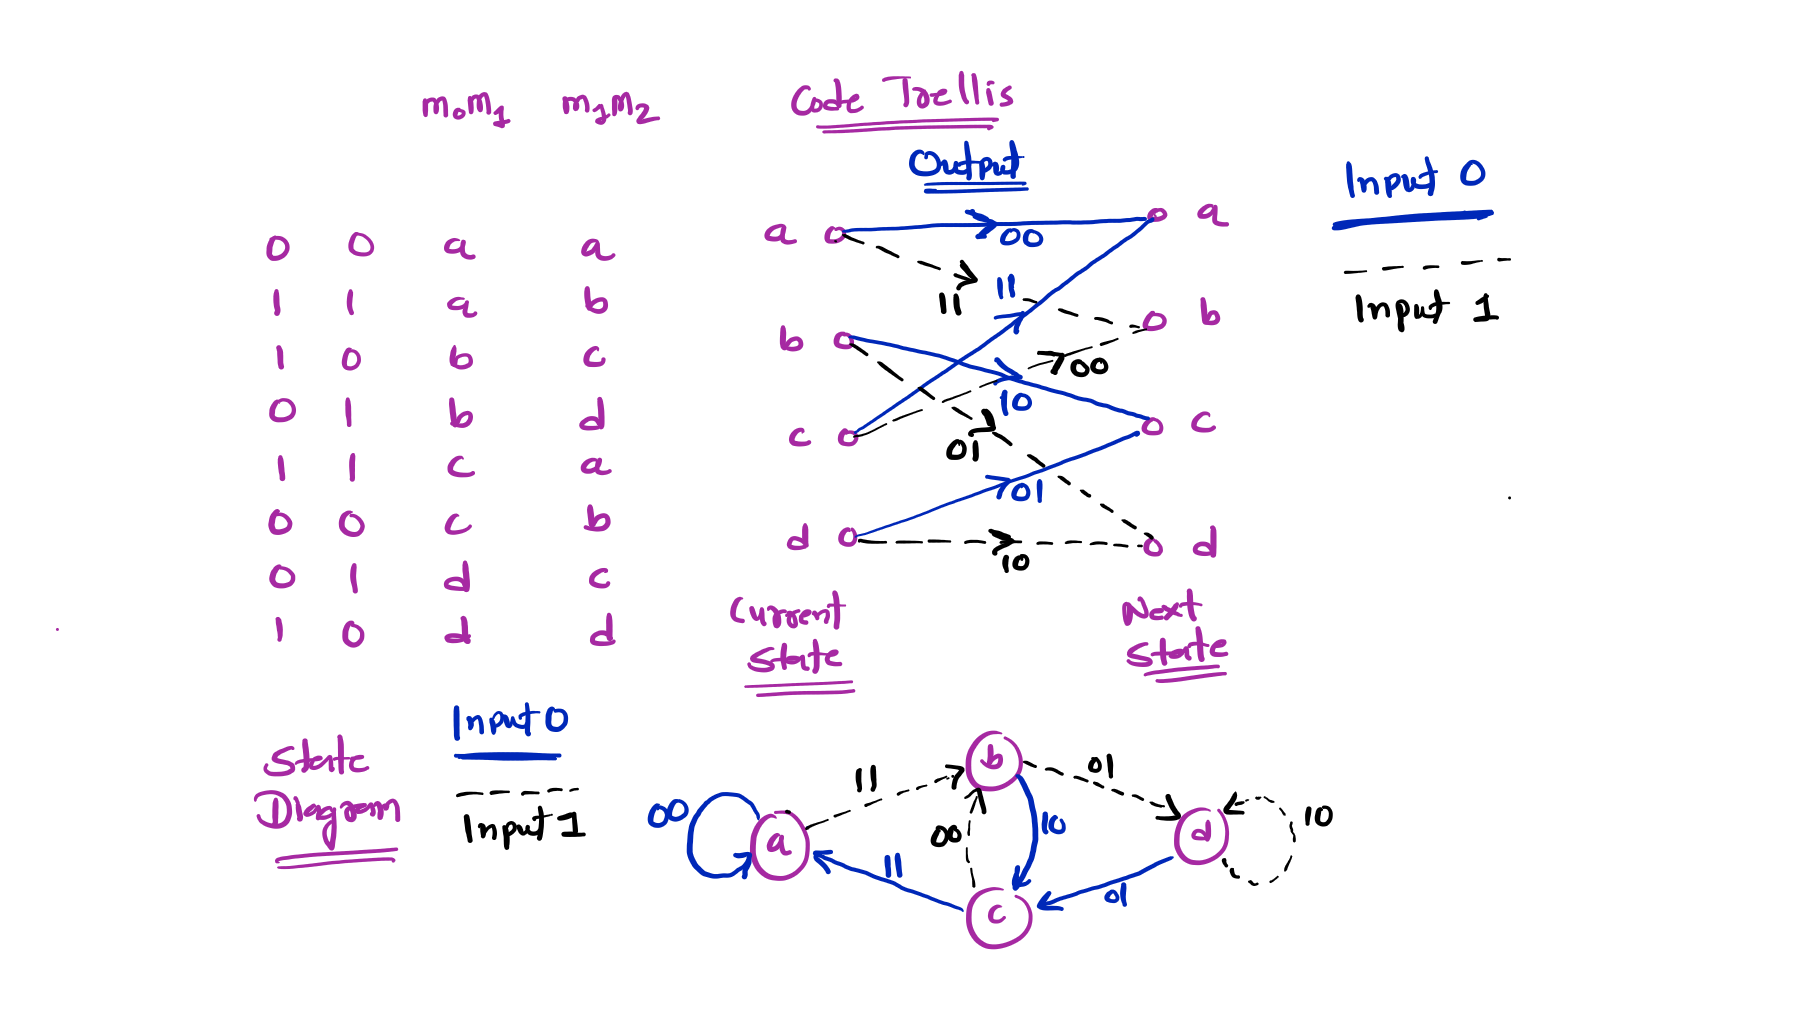 m₀m₁ m₁m₂
0 0 a a
1 1 a b
1 0 b c
0 1 b d
1 1 c a
0 0 c b
0 1 d c
1 0 d d
Code Trellis
Output
a 00 a
11 11
b 00 b
10
c 01 c
01
d 10 d
Current
State
Next
State
Input 0
Input 1
State
Diagram
Input 0
Input 1
00 a 11 b 01 d 10
00 10
11 c 01